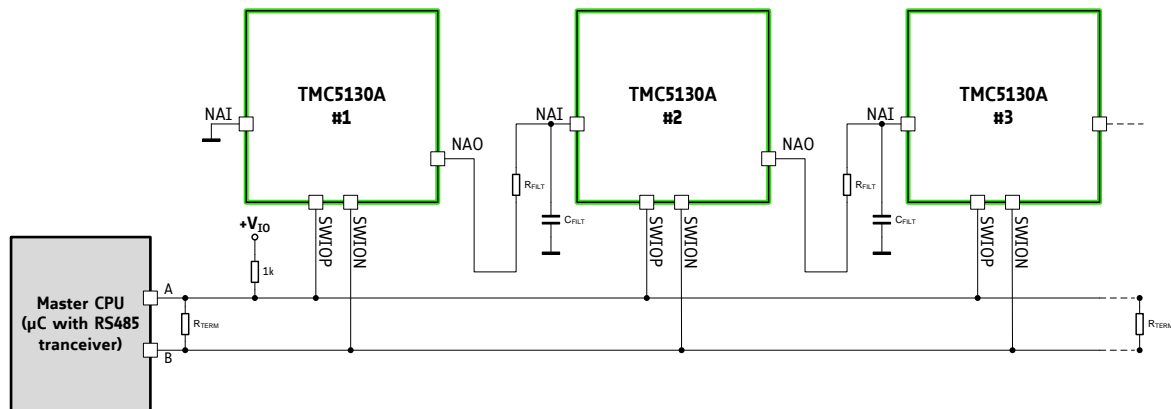 TMC5130A
#1
TMC5130A
#2
TMC5130A
#3
NAI
NAI
NAI
NAO
NAO
RFILT
RFILT
CFILT
CFILT
SWIOP
SWION
SWIOP
SWION
SWIOP
SWION
+VIO
1k
Master CPU
(µC with RS485
tranceiver)
A
B
RTERM
RTERM